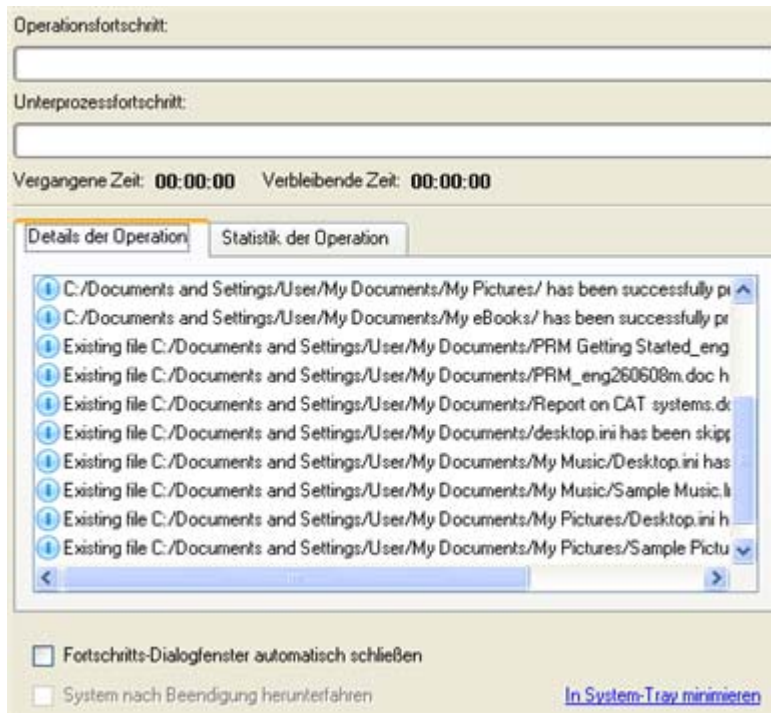 Operationsfortschritt:
Unterprozessfortschritt:
Vergangene Zeit: 00:00:00 Verbleibende Zeit: 00:00:00
Details der Operation Statistik der Operation
C:/Documents and Settings/User/My Documents/My Pictures/ has been successfully
C:/Documents and Settings/User/My Documents/My eBooks/ has been successfully pr
Existing file C:/Documents and Settings/User/My Documents/PRM Getting Started_eng
Existing file C:/Documents and Settings/User/My Documents/PRM_eng260608m.doc h
Existing file C:/Documents and Settings/User/My Documents/Report on CAT systems.do
Existing file C:/Documents and Settings/User/My Documents/desktop.ini has been skipp
Existing file C:/Documents and Settings/User/My Documents/My Music/Desktop.ini has
Existing file C:/Documents and Settings/User/My Documents/My Music/Sample Music.l
Existing file C:/Documents and Settings/User/My Documents/My Pictures/Desktop.ini h
Existing file C:/Documents and Settings/User/My Documents/My Pictures/Sample Pictu
Fortschritts-Dialogfenster automatisch schließen
System nach Beendigung herunterfahren In System-Tray minimieren